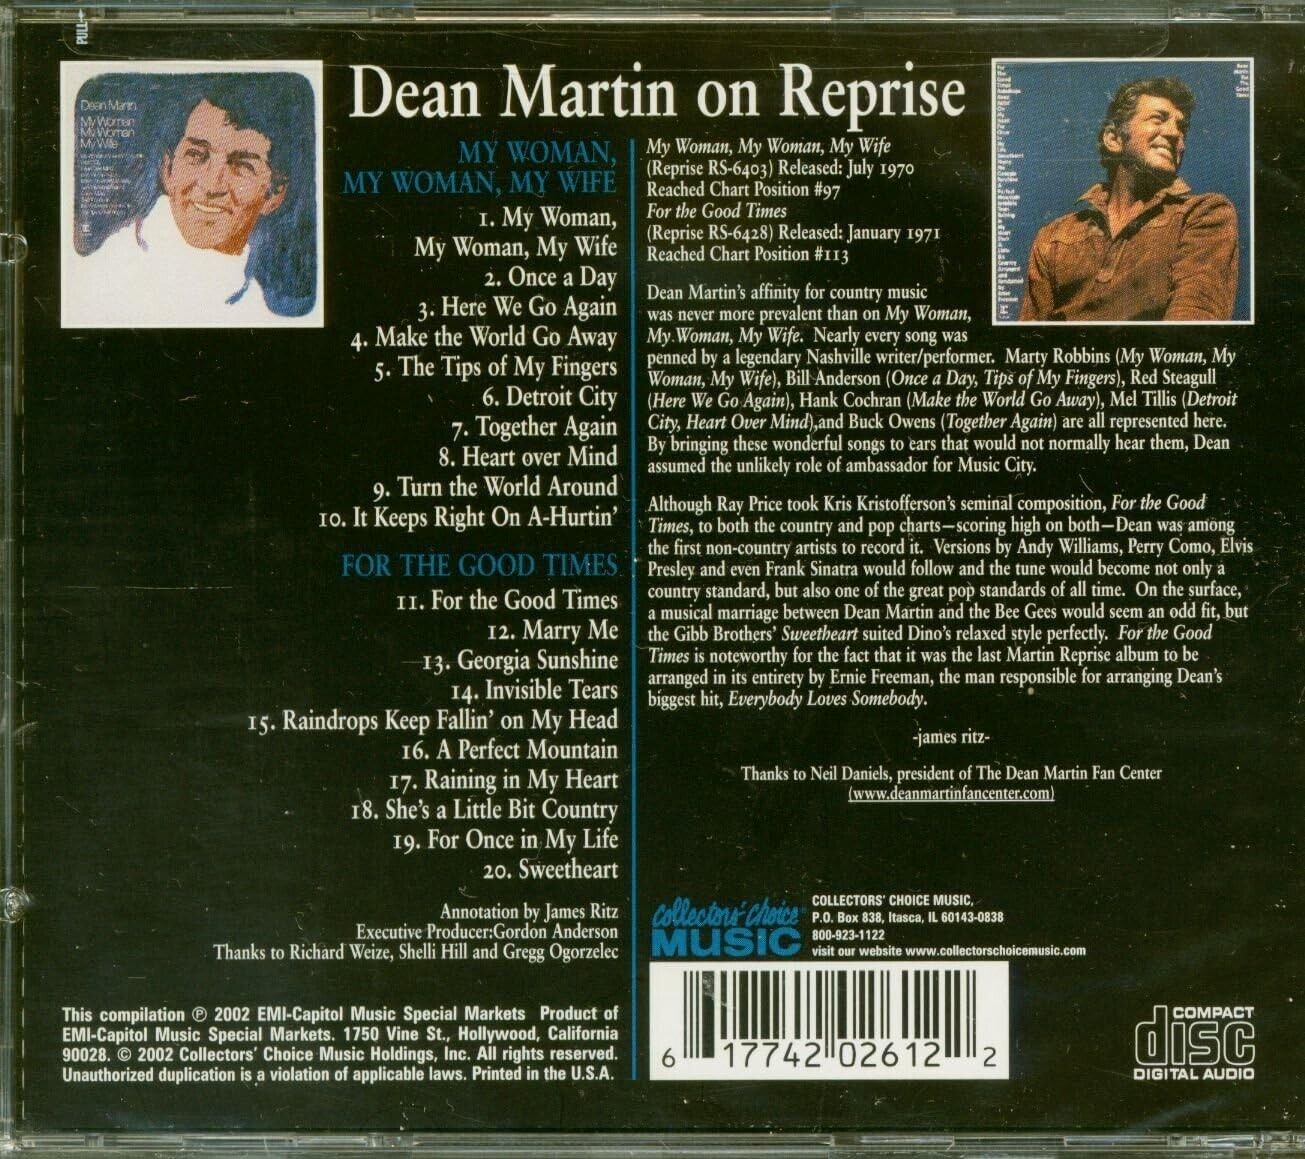 PULL
Dean Martin on Reprise
Dean Martin
My Woman
My Woman
My Wife
MY WOMAN,
MY WOMAN, MY WIFE
1. My Woman,
My Woman, My Wife
2. Once a Day
3. Here We Go Again
4. Make the World Go Away
5. The Tips of My Fingers
6. Detroit City
7. Together Again
8. Heart over Mind
9. Turn the World Around
10. It Keeps Right On A-Hurtin'
FOR THE GOOD TIMES
11. For the Good Times
12. Marry Me
13. Georgia Sunshine
14. Invisible Tears
15. Raindrops Keep Fallin' on My Head
16. A Perfect Mountain
17. Raining in My Heart
18. She's a Little Bit Country
19. For Once in My Life
20. Sweetheart
Annotation by James Ritz
Executive Producer:Gordon Anderson
Thanks to Richard Weize, Shelli Hill and Gregg Ogorzelec
This compilation ℗ 2002 EMI-Capitol Music Special Markets Product of
EMI-Capitol Music Special Markets. 1750 Vine St., Hollywood, California
90028. © 2002 Collectors' Choice Music Holdings, Inc. All rights reserved.
Unauthorized duplication is a violation of applicable laws. Printed in the U.S.A.
My Woman, My Woman, My Wife
(Reprise RS-6403) Released: July 1970
Reached Chart Position #97
For the Good Times
(Reprise RS-6428) Released: January 1971
Reached Chart Position #113
Dean Martin's affinity for country music
was never more prevalent than on My Woman,
My Woman, My Wife. Nearly every song was
penned by a legendary Nashville writer/performer. Marty Robbins (My Woman, My
Woman, My Wife), Bill Anderson (Once a Day, Tips of My Fingers), Red Steagull
(Here We Go Again), Hank Cochran (Make the World Go Away), Mel Tillis (Detroit
City, Heart Over Mind),and Buck Owens (Together Again) are all represented here.
By bringing these wonderful songs to ears that would not normally hear them, Dean
assumed the unlikely role of ambassador for Music City.
Although Ray Price took Kris Kristofferson's seminal composition, For the Good
Times, to both the country and pop charts—scoring high on both—Dean was among
the first non-country artists to record it. Versions by Andy Williams, Perry Como, Elvis
Presley and even Frank Sinatra would follow and the tune would become not only a
country standard, but also one of the great pop standards of all time. On the surface,
a musical marriage between Dean Martin and the Bee Gees would seem an odd fit, but
the Gibb Brothers' Sweetheart suited Dino's relaxed style perfectly. For the Good
Times is noteworthy for the fact that it was the last Martin Reprise album to be
arranged in its entirety by Ernie Freeman, the man responsible for arranging Dean's
biggest hit, Everybody Loves Somebody.
-james ritz-
Thanks to Neil Daniels, president of The Dean Martin Fan Center
(www.deanmartinfancenter.com)
Collectors' Choice
MUSIC
COLLECTORS' CHOICE MUSIC,
P.O. Box 838, Itasca, IL 60143-0838
800-923-1122
visit our website www.collectorschoicemusic.com
6 17742 02612 2
COMPACT
disc
DIGITAL AUDIO